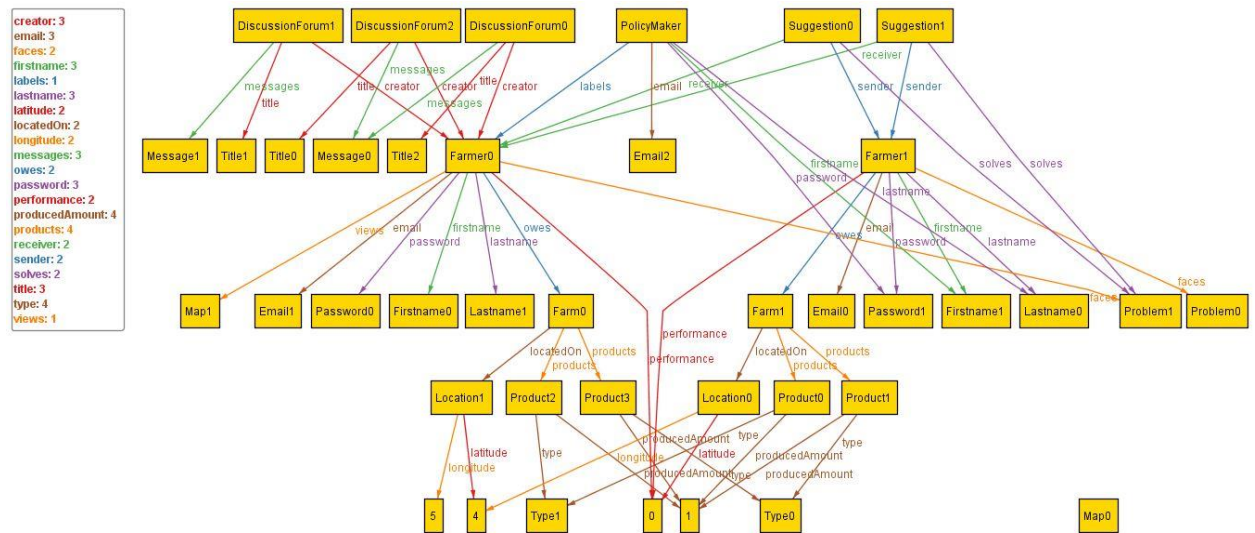 creator: 3
email: 3
faces: 2
firstname: 3
labels: 1
lastname: 3
latitude: 2
locatedOn: 2
longitude: 2
messages: 3
owes: 2
password: 3
performance: 2
producedAmount: 4
products: 4
receiver: 2
sender: 2
solves: 2
title: 3
type: 4
views: 1
DiscussionForum1 DiscussionForum2 DiscussionForum0 PolicyMaker Suggestion0 Suggestion1
receiver
messages title, title creator messages creator title creator labels email receiver sender sender
messages
Message1 Title1 Title0 Message0 Title2 Farmer0 Email2 Farmer1
firstname password lastname solves solves
views email password firstname lastname owes owes email password firstname lastname faces faces
Map1 Email1 Password0 Firstname0 Lastname1 Farm0 Farm1 Email0 Password1 Firstname1 Lastname0 Problem1 Problem0
performance
performance
locatedOn products products locatedOn products products
Location1 Product2 Product3 Location0 Product0 Product1
longitude latitude type producedAmount longitude producedAmount latitude type type producedAmount producedAmount type
5 4 Type1 0 1 Type0 Map0